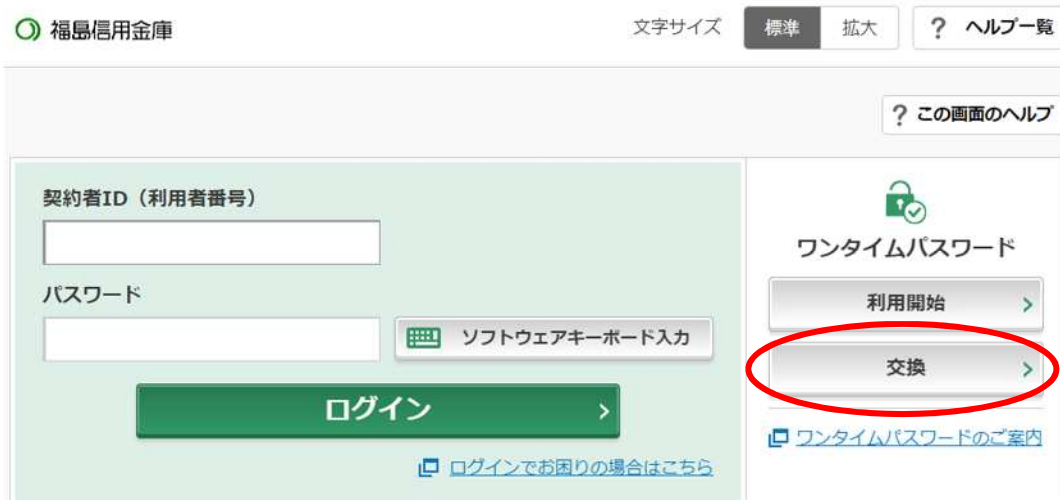 福島信用金庫
文字サイズ 標準 拡大 ? ヘルプ一覧
? この画面のヘルプ
契約者ID（利用者番号）
パスワード
ソフトウェアキーボード入力
ログイン
ログインでお困りの場合はこちら
ワンタイムパスワード
利用開始
交換
ワンタイムパスワードのご案内